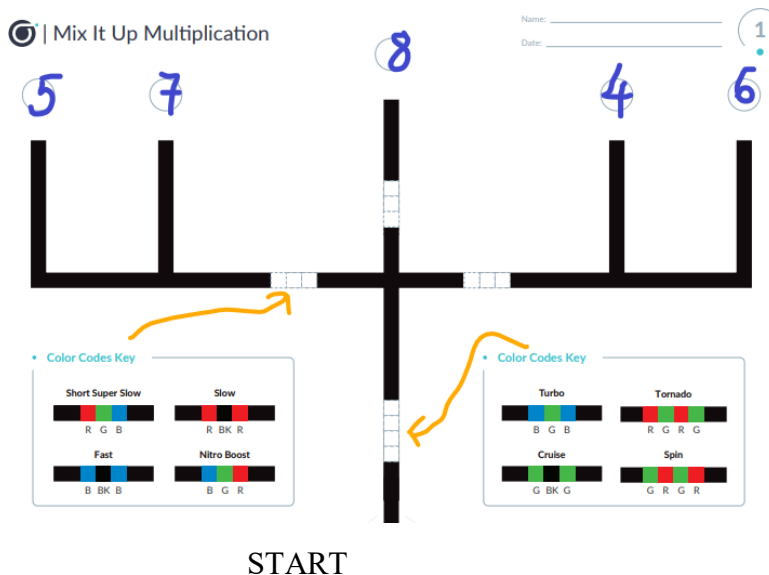 | Mix It Up Multiplication
Name:
Date:
1
8
5
7
4
6
Color Codes Key
Short Super Slow
R G B
Slow
R BK R
Fast
B BK B
Nitro Boost
B G R
Color Codes Key
Turbo
B G B
Tornado
R G R G
Cruise
G BK G
Spin
G R G R
START